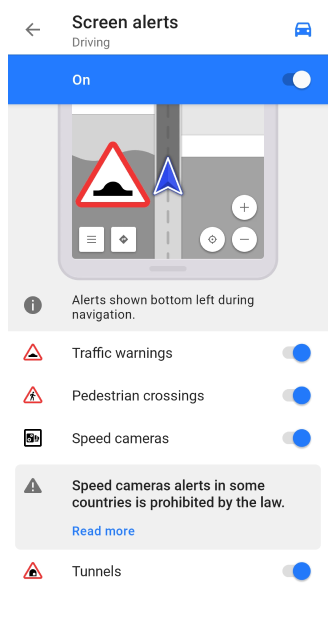 Screen alerts
Driving
On
Alerts shown bottom left during
navigation.
Traffic warnings
Pedestrian crossings
Speed cameras
Speed cameras alerts in some
countries is prohibited by the law.
Read more
Tunnels